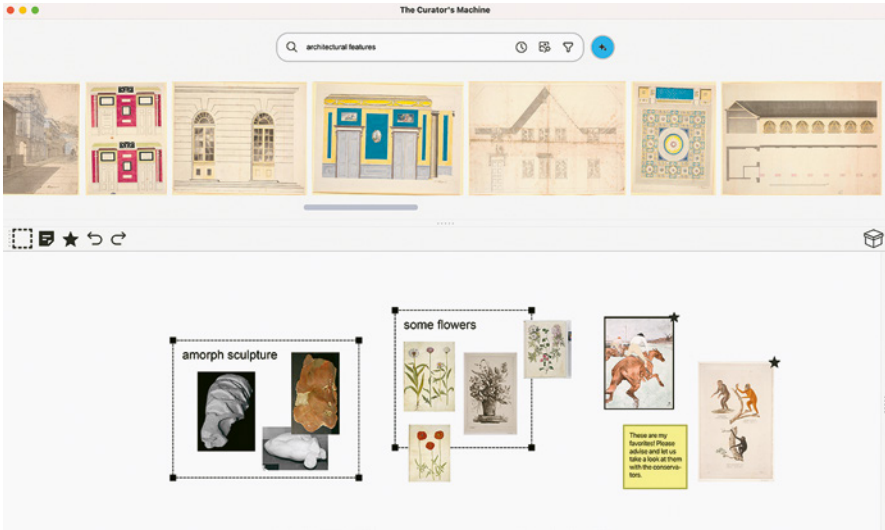 The Curator's Machine
architectural features
amorph sculpture
some flowers
These are my
favorites! Please
advise and let us
take a look at them
with the conserva-
tors.